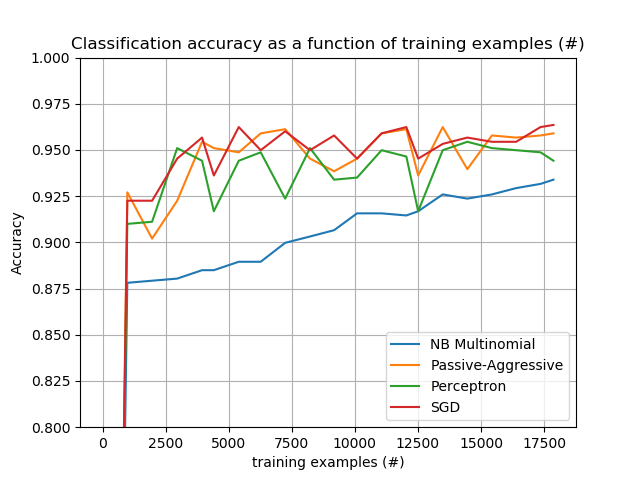 Classification accuracy as a function of training examples (#)
1.000
0.975
0.950
0.925
0.900
0.875
0.850
0.825
0.800
Accuracy
NB Multinomial
Passive-Aggressive
Perceptron
SGD
0 2500 5000 7500 10000 12500 15000 17500
training examples (#)